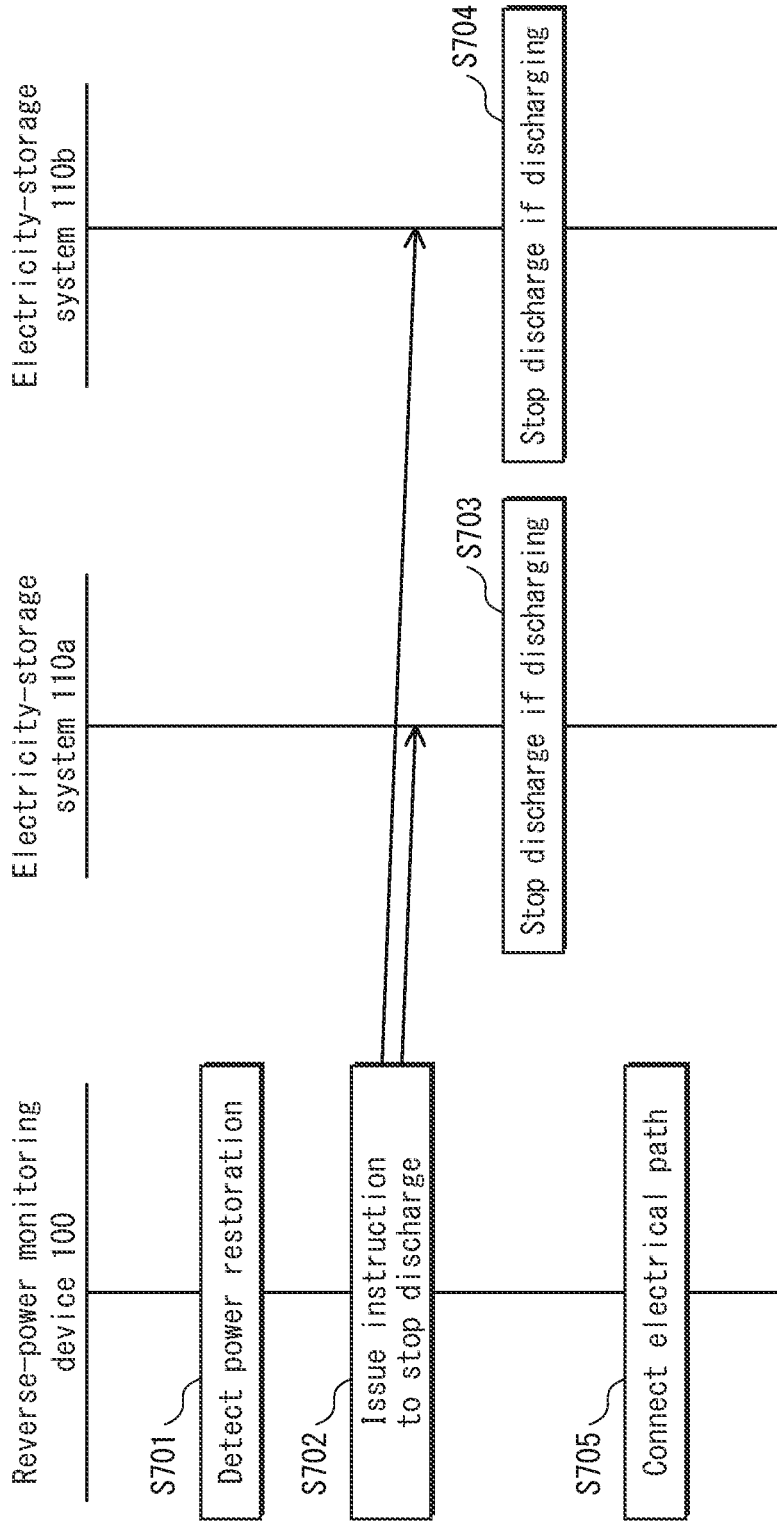 Reverse-power monitoring
device 100
Electricity-storage
system 110a
Electricity-storage
system 110b
S701
Detect power restoration
S702
Issue instruction
to stop discharge
S703
Stop discharge if discharging
S704
Stop discharge if discharging
S705
Connect electrical path